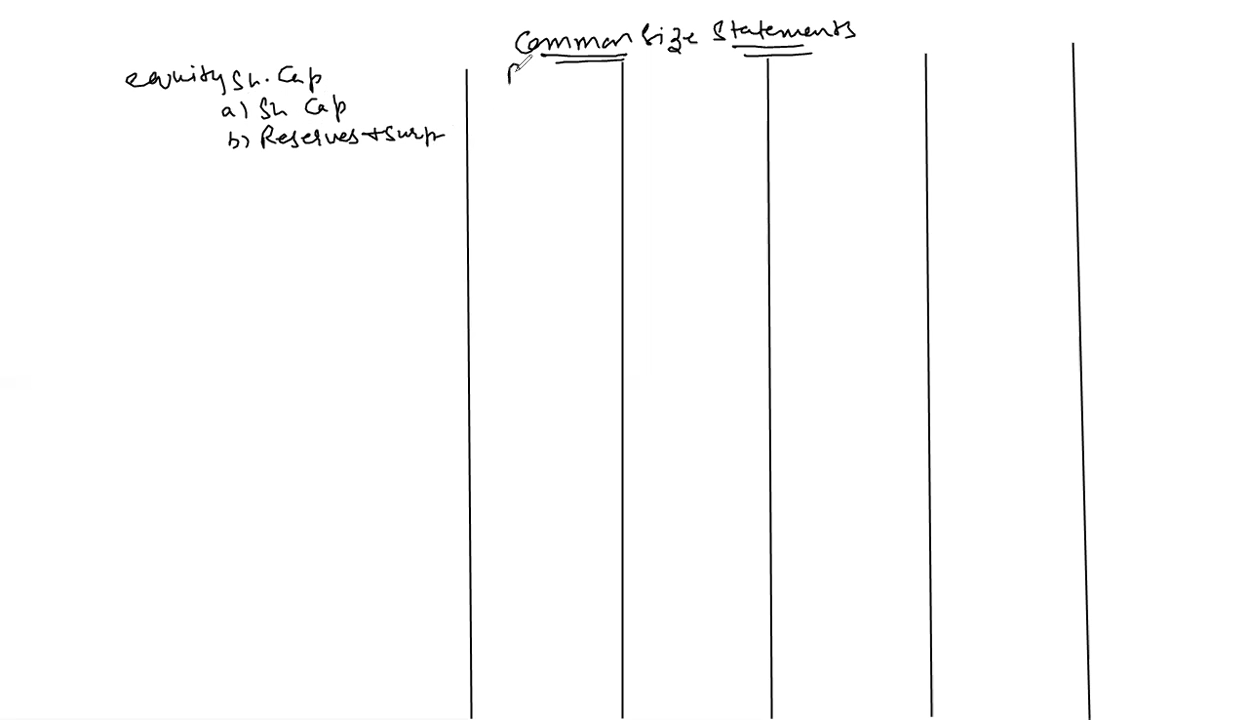 Common Size Statements
equity Sh. Cap
a) Sh Cap
b) Reserves + Surp